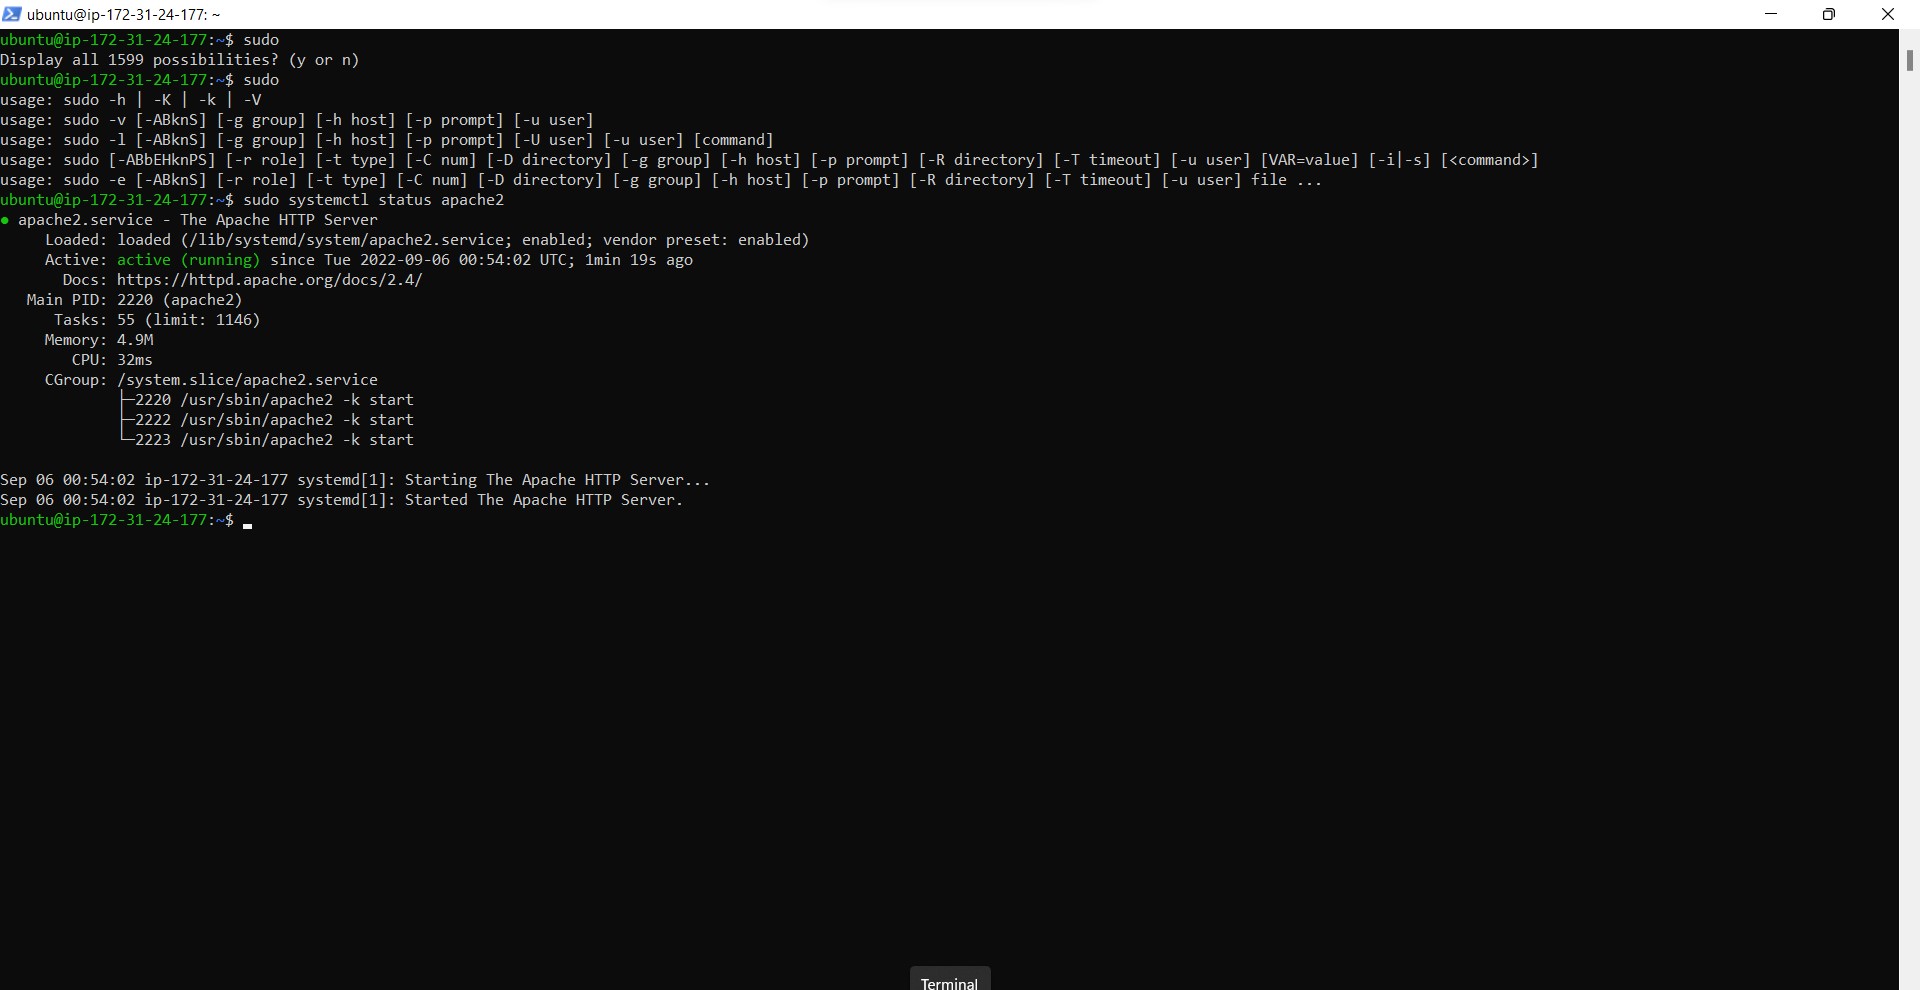 ubuntu@ip-172-31-24-177: ~
ubuntu@ip-172-31-24-177:~$ sudo
Display all 1599 possibilities? (y or n)
ubuntu@ip-172-31-24-177:~$ sudo
usage: sudo -h | -K | -k | -V
usage: sudo -v [-ABknS] [-g group] [-h host] [-p prompt] [-u user]
usage: sudo -l [-ABknS] [-g group] [-h host] [-p prompt] [-U user] [-u user] [command]
usage: sudo [-ABbEHknPS] [-r role] [-t type] [-C num] [-D directory] [-g group] [-h host] [-p prompt] [-R directory] [-T timeout] [-u user] [VAR=value] [-i|-s] [<command>]
usage: sudo -e [-ABknS] [-r role] [-t type] [-C num] [-D directory] [-g group] [-h host] [-p prompt] [-R directory] [-T timeout] [-u user] file ...
ubuntu@ip-172-31-24-177:~$ sudo systemctl status apache2
● apache2.service - The Apache HTTP Server
     Loaded: loaded (/lib/systemd/system/apache2.service; enabled; vendor preset: enabled)
     Active: active (running) since Tue 2022-09-06 00:54:02 UTC; 1min 19s ago
       Docs: https://httpd.apache.org/docs/2.4/
   Main PID: 2220 (apache2)
      Tasks: 55 (limit: 1146)
     Memory: 4.9M
        CPU: 32ms
     CGroup: /system.slice/apache2.service
             ├─2220 /usr/sbin/apache2 -k start
             ├─2222 /usr/sbin/apache2 -k start
             └─2223 /usr/sbin/apache2 -k start
Sep 06 00:54:02 ip-172-31-24-177 systemd[1]: Starting The Apache HTTP Server...
Sep 06 00:54:02 ip-172-31-24-177 systemd[1]: Started The Apache HTTP Server.
ubuntu@ip-172-31-24-177:~$
Terminal